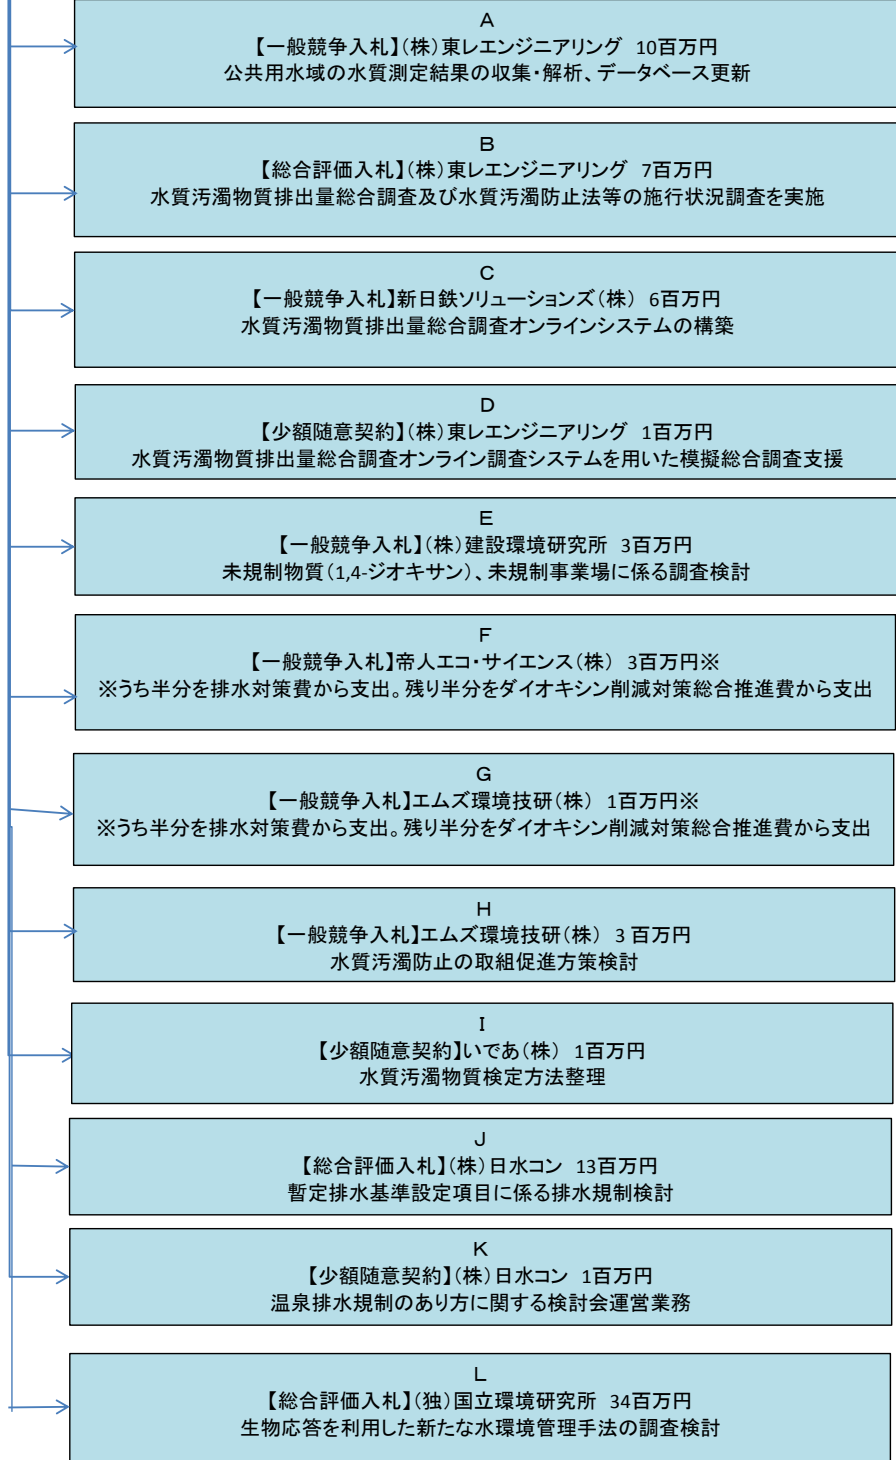 A
【一般競争入札】(株)東レエンジニアリング 10百万円
公共用水域の水質測定結果の収集・解析、データベース更新
B
【総合評価入札】(株)東レエンジニアリング 7百万円
水質汚濁物質排出量総合調査及び水質汚濁防止法等の施行状況調査を実施
C
【一般競争入札】新日鉄ソリューションズ(株) 6百万円
水質汚濁物質排出量総合調査オンラインシステムの構築
D
【少額随意契約】(株)東レエンジニアリング 1百万円
水質汚濁物質排出量総合調査オンライン調査システムを用いた模擬総合調査支援
E
【一般競争入札】(株)建設環境研究所 3百万円
未規制物質(1,4-ジオキサン)、未規制事業場に係る調査検討
F
【一般競争入札】帝人エコ・サイエンス(株) 3百万円※
※うち半分を排水対策費から支出。残り半分をダイオキシン削減対策総合推進費から支出
G
【一般競争入札】エムズ環境技研(株) 1百万円※
※うち半分を排水対策費から支出。残り半分をダイオキシン削減対策総合推進費から支出
H
【一般競争入札】エムズ環境技研(株) 3 百万円
水質汚濁防止の取組促進方策検討
I
【少額随意契約】いであ(株) 1百万円
水質汚濁物質検定方法整理
J
【総合評価入札】(株)日水コン 13百万円
暫定排水基準設定項目に係る排水規制検討
K
【少額随意契約】(株)日水コン 1百万円
温泉排水規制のあり方に関する検討会運営業務
L
【総合評価入札】(独)国立環境研究所 34百万円
生物応答を利用した新たな水環境管理手法の調査検討